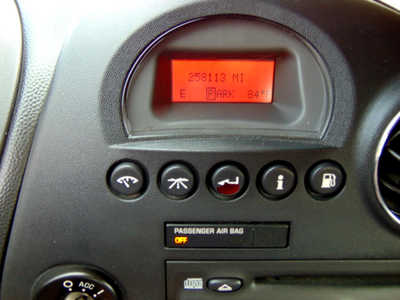 258113 MI
E PARK 84°F
i
PASSENGER AIR BAG
OFF
ACC